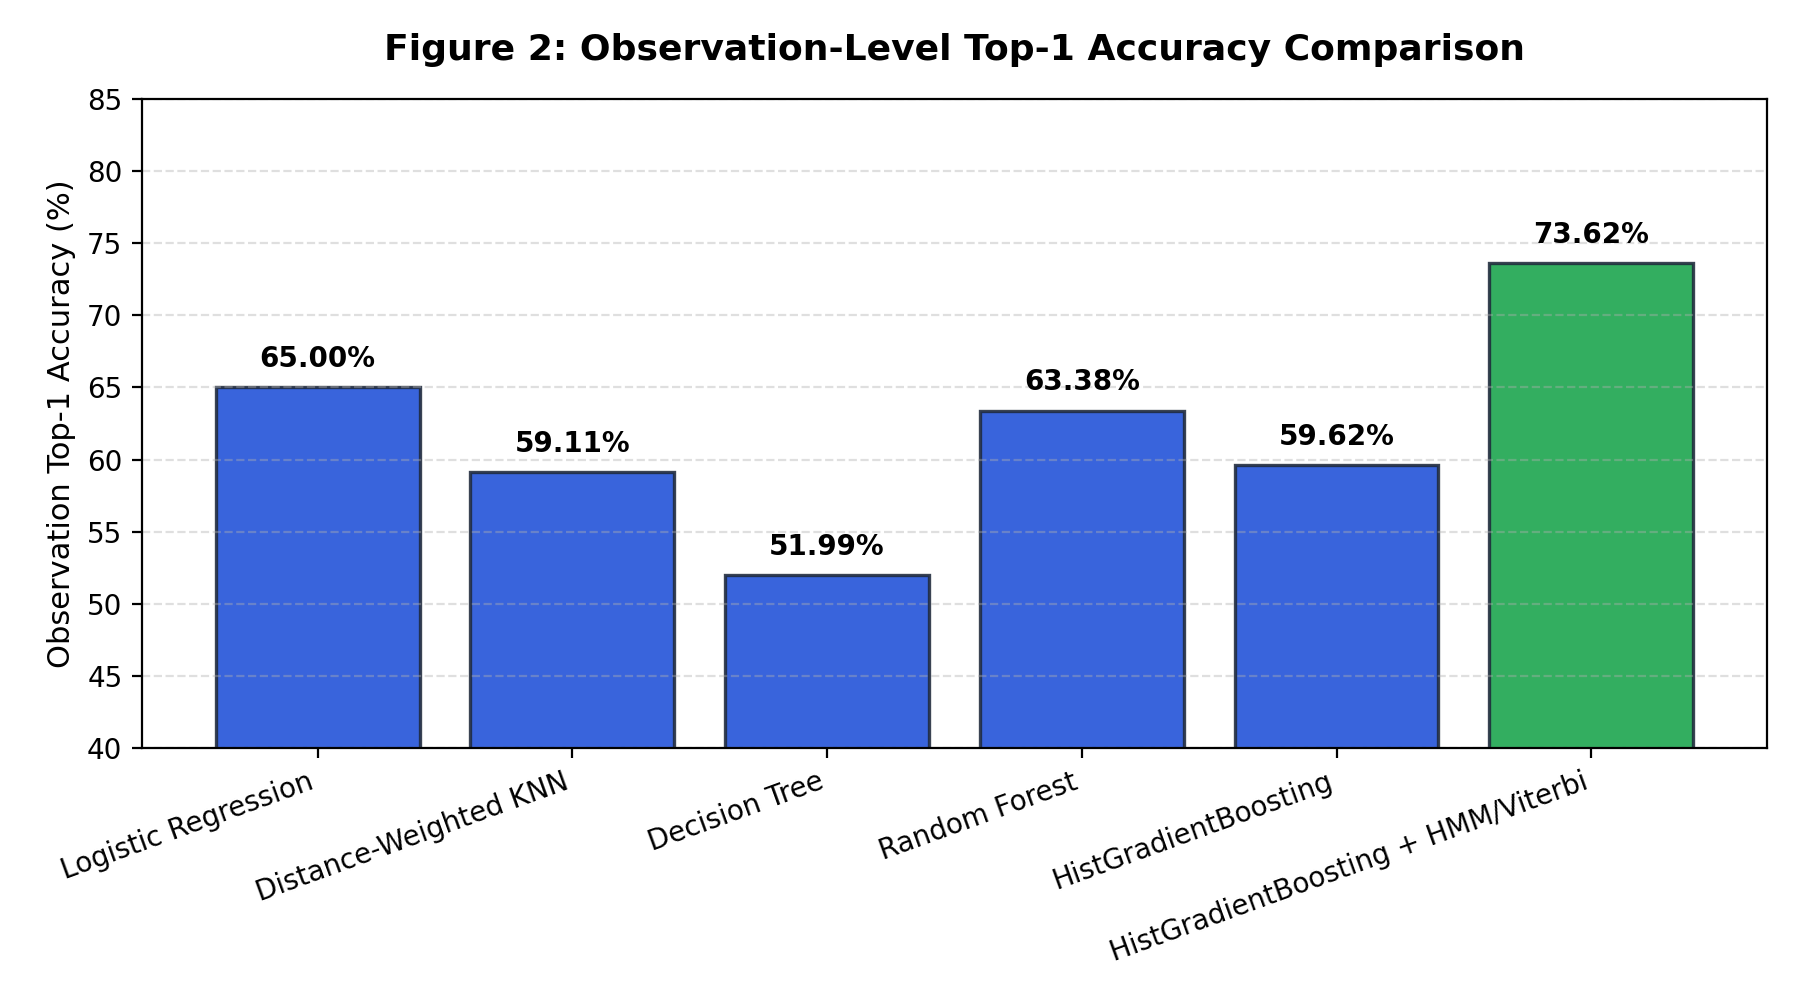 Figure 2: Observation-Level Top-1 Accuracy Comparison
Observation Top-1 Accuracy (%)
85
80
75
70
65
60
55
50
45
40
65.00%
59.11%
51.99%
63.38%
59.62%
73.62%
Logistic Regression
Distance-Weighted KNN
Decision Tree
Random Forest
HistGradientBoosting
HistGradientBoosting + HMM/Viterbi